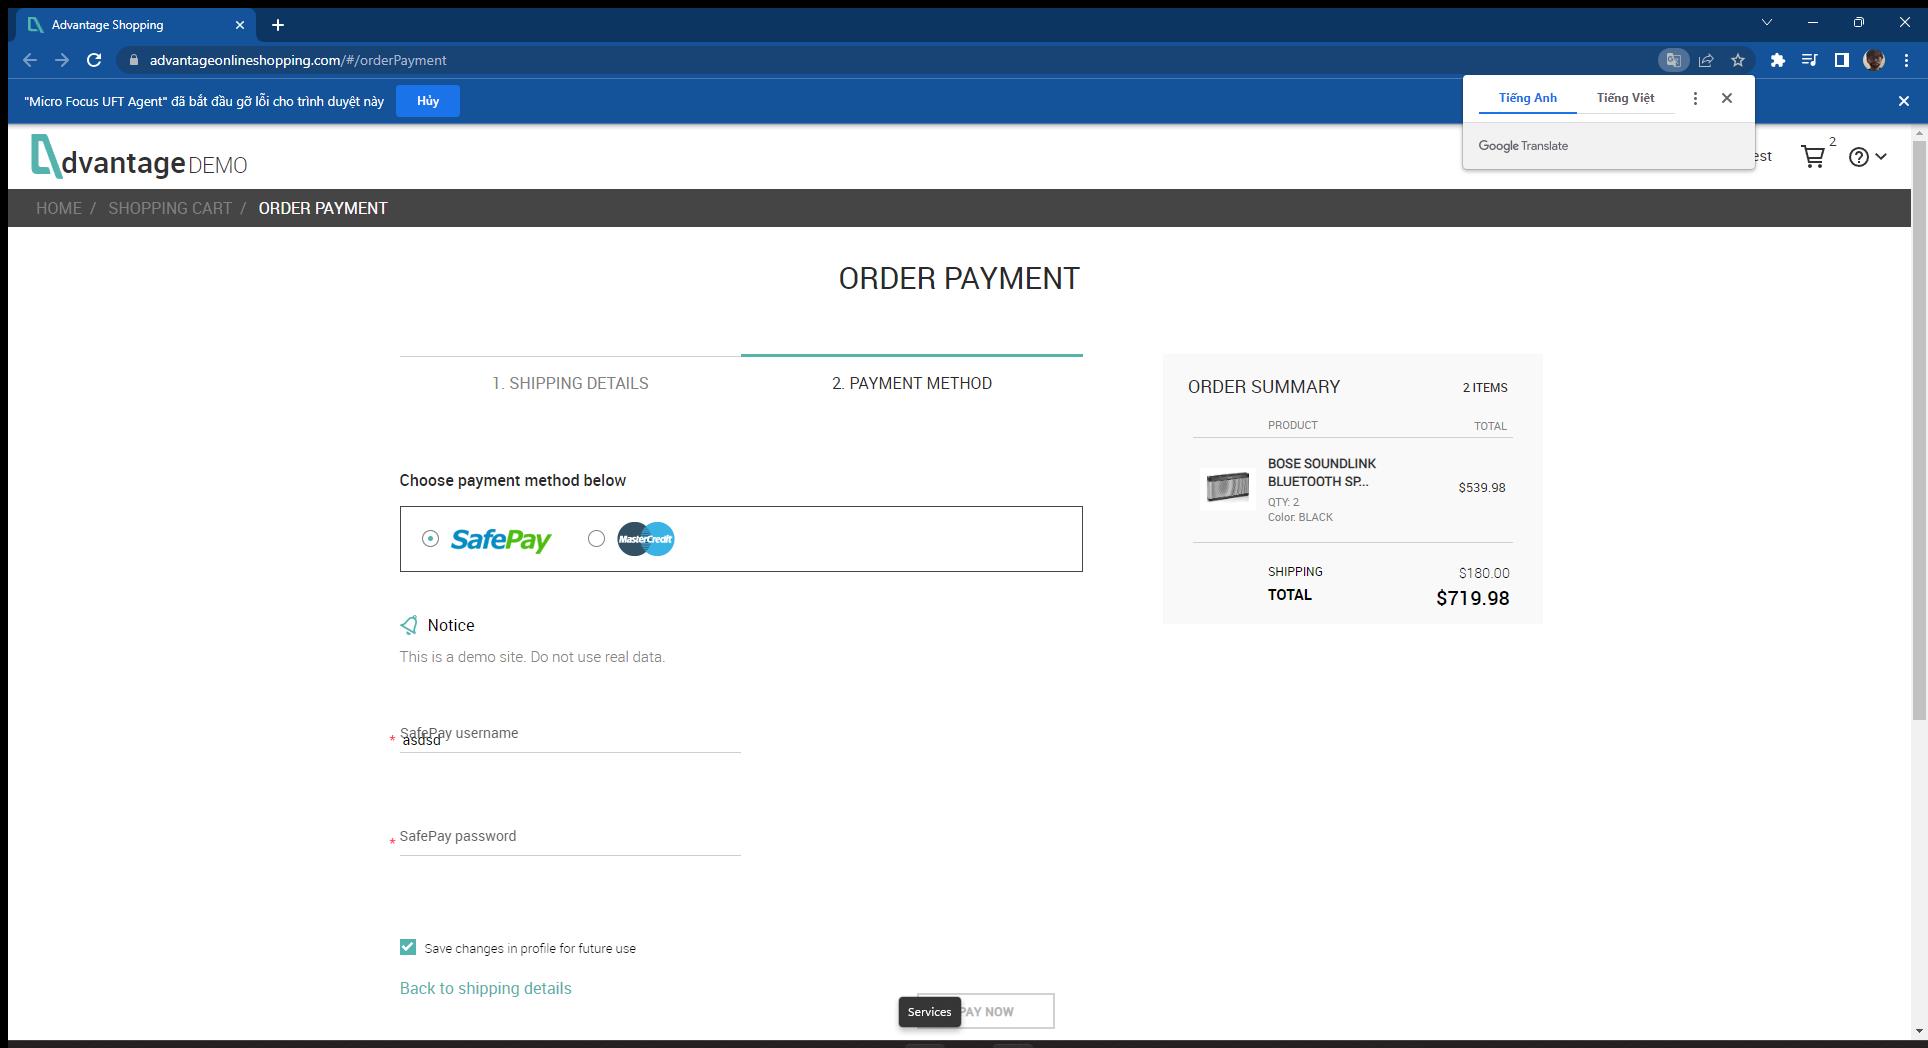 Advantage Shopping
advantageonlineshopping.com/#/orderPayment
"Micro Focus UFT Agent" đã bắt đầu gỡ lỗi cho trình duyệt này
Hủy
Tiếng Anh
Tiếng Việt
Google Translate
dvantage DEMO
est
2
HOME / SHOPPING CART / ORDER PAYMENT
ORDER PAYMENT
1. SHIPPING DETAILS
2. PAYMENT METHOD
Choose payment method below
SafePay
MasterCredit
Notice
This is a demo site. Do not use real data.
SafePay username
* asdsd
SafePay password
*
Save changes in profile for future use
Back to shipping details
Services
PAY NOW
ORDER SUMMARY
2 ITEMS
PRODUCT
TOTAL
BOSE SOUNDLINK
BLUETOOTH SP...
QTY: 2
Color: BLACK
$539.98
SHIPPING
$180.00
TOTAL
$719.98